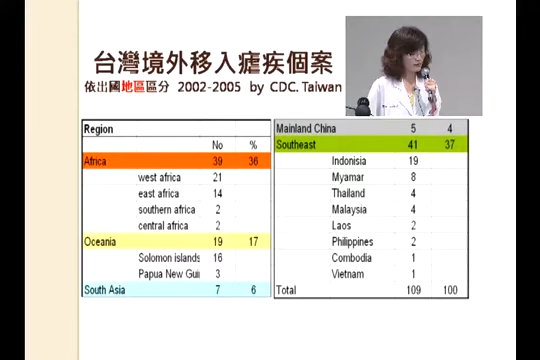 台灣境外移入瘧疾個案
依出國地區區分 2002-2005 by CDC. Taiwan
Region
No %
Africa 39 36
west africa 21
east africa 14
southern africa 2
central africa 2
Oceania 19 17
Solomon islands 16
Papua New Gui 3
South Asia 7 6
Mainland China 5 4
Southeast 41 37
Indonisia 19
Myamar 8
Thailand 4
Malaysia 4
Laos 2
Philippines 2
Combodia 1
Vietnam 1
Total 109 100